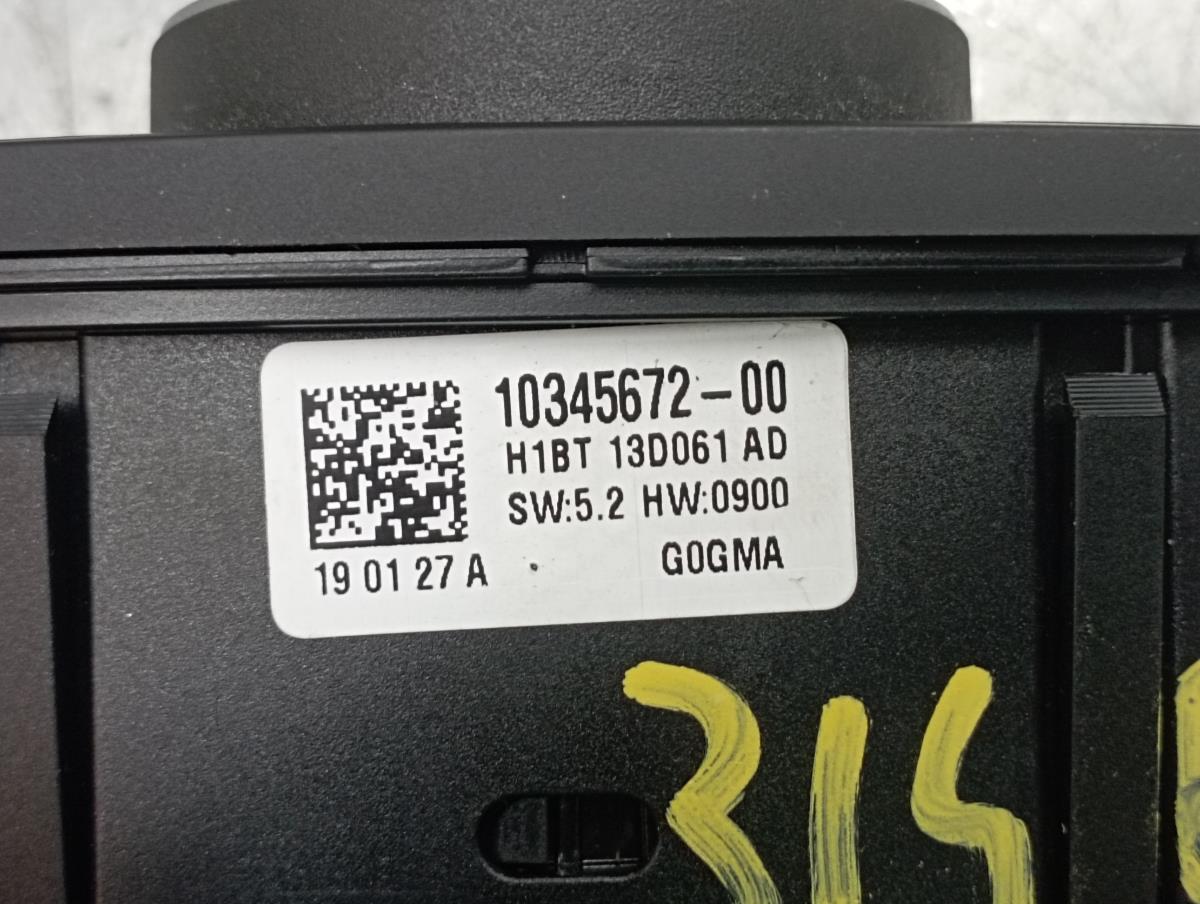 10345672-00
H1BT 13D061 AD
SW:5.2 HW:0900
19 01 27 A
G0GMA